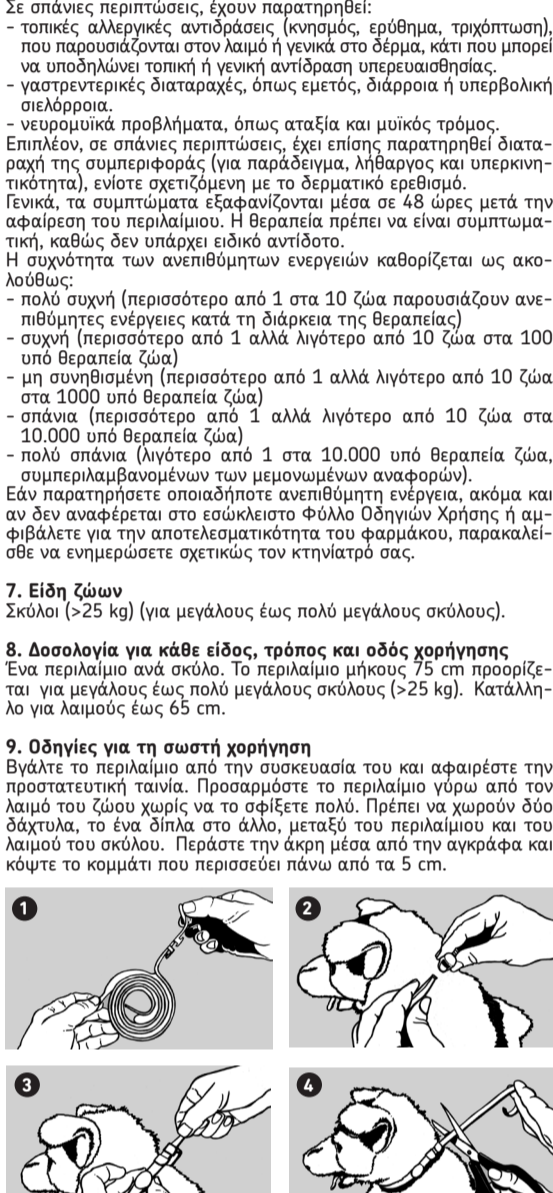 Σε σπάνιες περιπτώσεις, έχουν παρατηρηθεί:
- τοπικές αλλεργικές αντιδράσεις (κνησμός, ερύθημα, τριχόπτωση),
που παρουσιάζονται στον λαιμό ή γενικά στο δέρμα, κάτι που μπορεί
να υποδηλώνει τοπική ή γενική αντίδραση υπερευαισθησίας.
- γαστρεντερικές διαταραχές, όπως εμετός, διάρροια ή υπερβολική
σιελόρροια.
- νευρομυϊκά προβλήματα, όπως αταξία και μυϊκός τρόμος.
Επιπλέον, σε σπάνιες περιπτώσεις, έχει επίσης παρατηρηθεί διατα-
ραχή της συμπεριφοράς (για παράδειγμα, λήθαργος και υπερκινη-
τικότητα), ενίοτε σχετιζόμενη με το δερματικό ερεθισμό.
Γενικά, τα συμπτώματα εξαφανίζονται μέσα σε 48 ώρες μετά την
αφαίρεση του περιλαίμιου. Η θεραπεία πρέπει να είναι συμπτωμα-
τική, καθώς δεν υπάρχει ειδικό αντίδοτο.
Η συχνότητα των ανεπιθύμητων ενεργειών καθορίζεται ως ακο-
λούθως:
- πολύ συχνή (περισσότερο από 1 στα 10 ζώα παρουσιάζουν ανε-
πιθύμητες ενέργειες κατά τη διάρκεια της θεραπείας)
- συχνή (περισσότερο από 1 αλλά λιγότερο από 10 ζώα στα 100
υπό θεραπεία ζώα)
- μη συνηθισμένη (περισσότερο από 1 αλλά λιγότερο από 10 ζώα
στα 1000 υπό θεραπεία ζώα)
- σπάνια (περισσότερο από 1 αλλά λιγότερο από 10 ζώα στα
10.000 υπό θεραπεία ζώα)
- πολύ σπάνια (λιγότερο από 1 στα 10.000 υπό θεραπεία ζώα,
συμπεριλαμβανομένων των μεμονωμένων αναφορών).
Εάν παρατηρήσετε οποιαδήποτε ανεπιθύμητη ενέργεια, ακόμα και
αν δεν αναφέρεται στο εσώκλειστο Φύλλο Οδηγιών Χρήσης ή αμ-
φιβάλετε για την αποτελεσματικότητα του φαρμάκου, παρακαλεί-
σθε να ενημερώσετε σχετικώς τον κτηνίατρό σας.
7. Είδη ζώων
Σκύλοι (>25 kg) (για μεγάλους έως πολύ μεγάλους σκύλους).
8. Δοσολογία για κάθε είδος, τρόπος και οδός χορήγησης
Ένα περιλαίμιο ανά σκύλο. Το περιλαίμιο μήκους 75 cm προορίζε-
ται για μεγάλους έως πολύ μεγάλους σκύλους (>25 kg). Κατάλλη-
λο για λαιμούς έως 65 cm.
9. Οδηγίες για τη σωστή χορήγηση
Βγάλτε το περιλαίμιο από την συσκευασία του και αφαιρέστε την
προστατευτική ταινία. Προσαρμόστε το περιλαίμιο γύρω από τον
λαιμό του ζώου χωρίς να το σφίξετε πολύ. Πρέπει να χωρούν δύο
δάχτυλα, το ένα δίπλα στο άλλο, μεταξύ του περιλαίμιου και του
λαιμού του σκύλου. Περάστε την άκρη μέσα από την αγκράφα και
κόψτε το κομμάτι που περισσεύει πάνω από τα 5 cm.
1
2
3
4